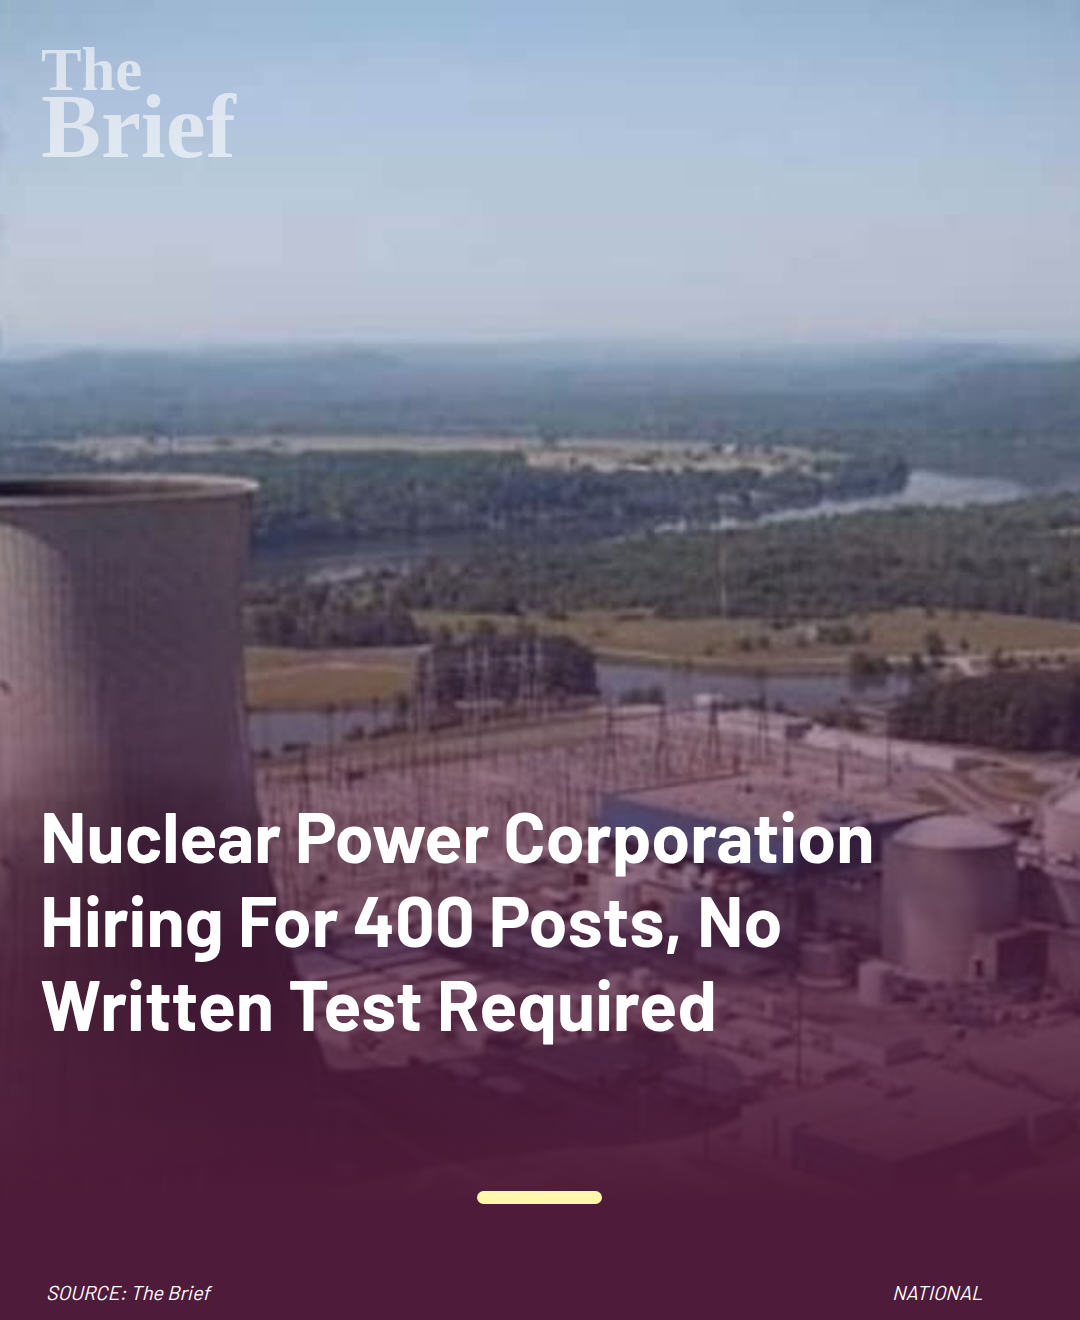 The
Brief
Nuclear Power Corporation
Hiring For 400 Posts, No
Written Test Required
SOURCE: The Brief
NATIONAL